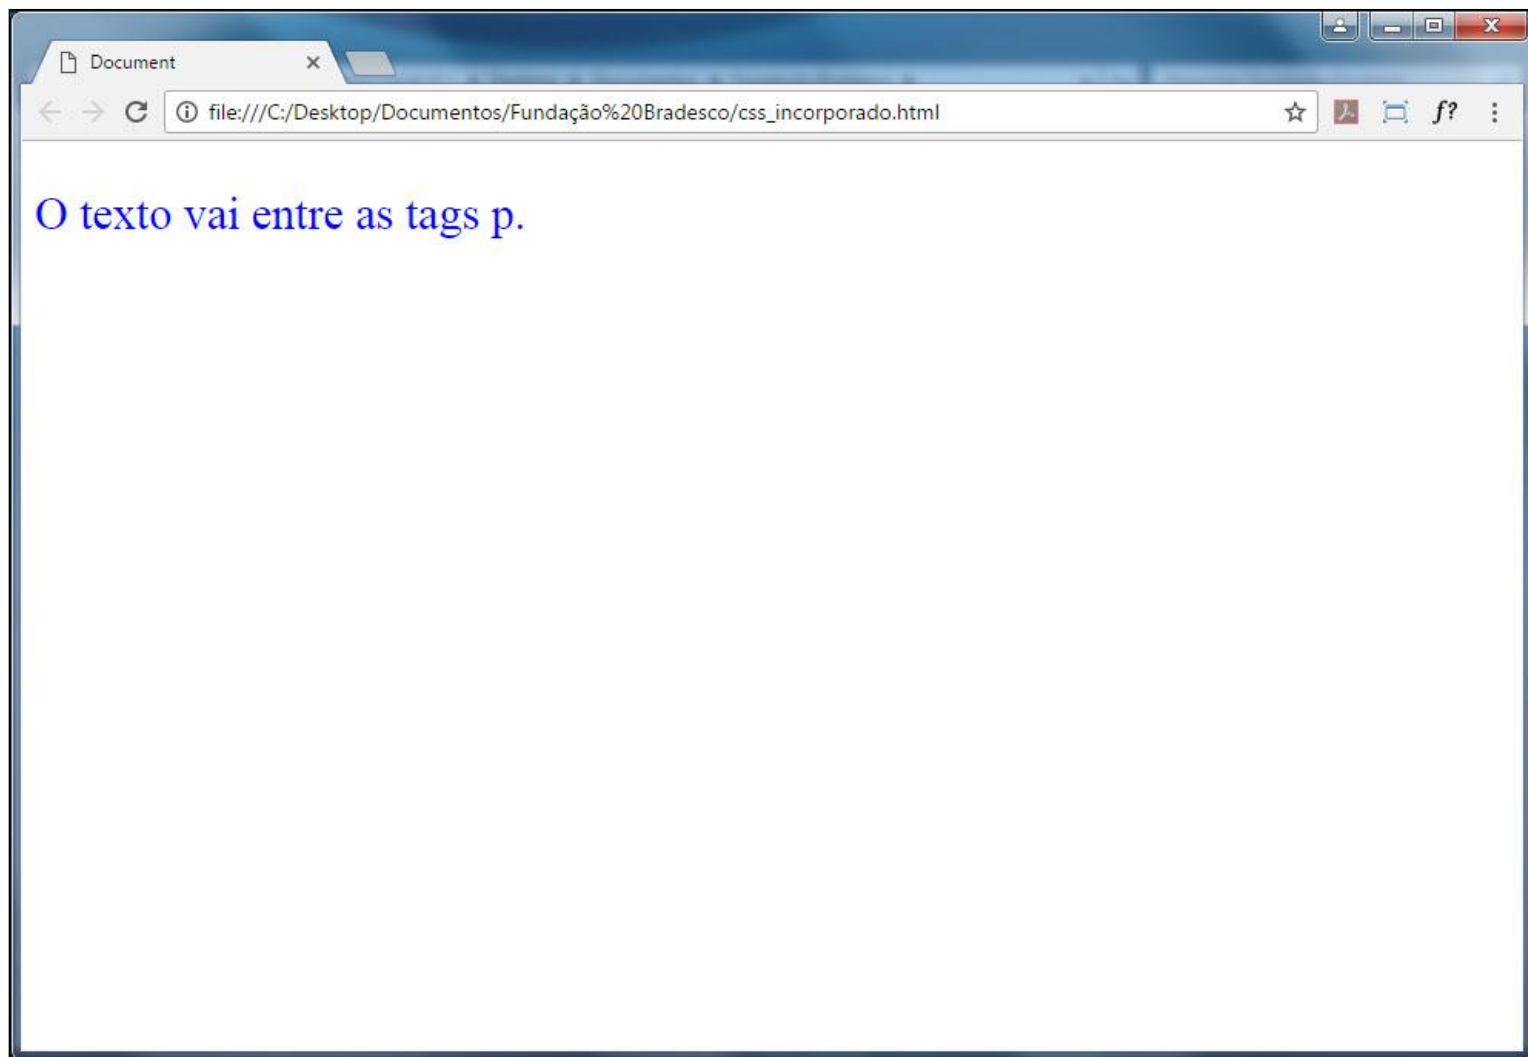 Document
file:///C:/Desktop/Documentos/Fundação%20Bradesco/css_incorporado.html
f?
O texto vai entre as tags p.